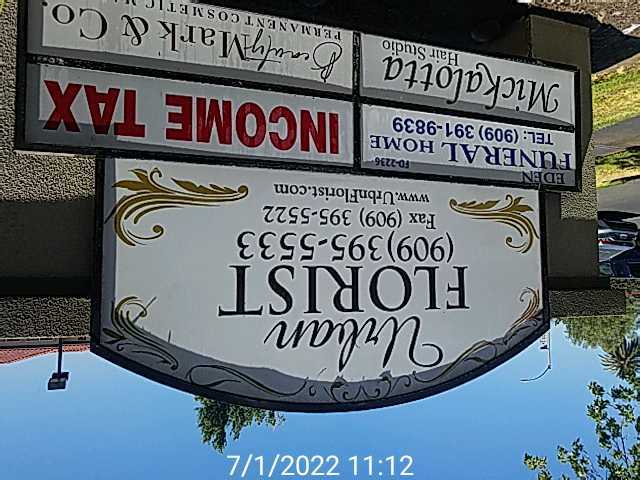 Urban
FLORIST
(909)395-5533
Fax (909) 395-5522
www.UrbnFlorist.com
EDEN
FUNERAL HOME
TEL: (909) 391-9839
FD-2236
INCOME TAX
Mickalotta
Hair Studio
Beauty Mark & Co.
PERMANENT COSMETIC
7/1/2022 11:12